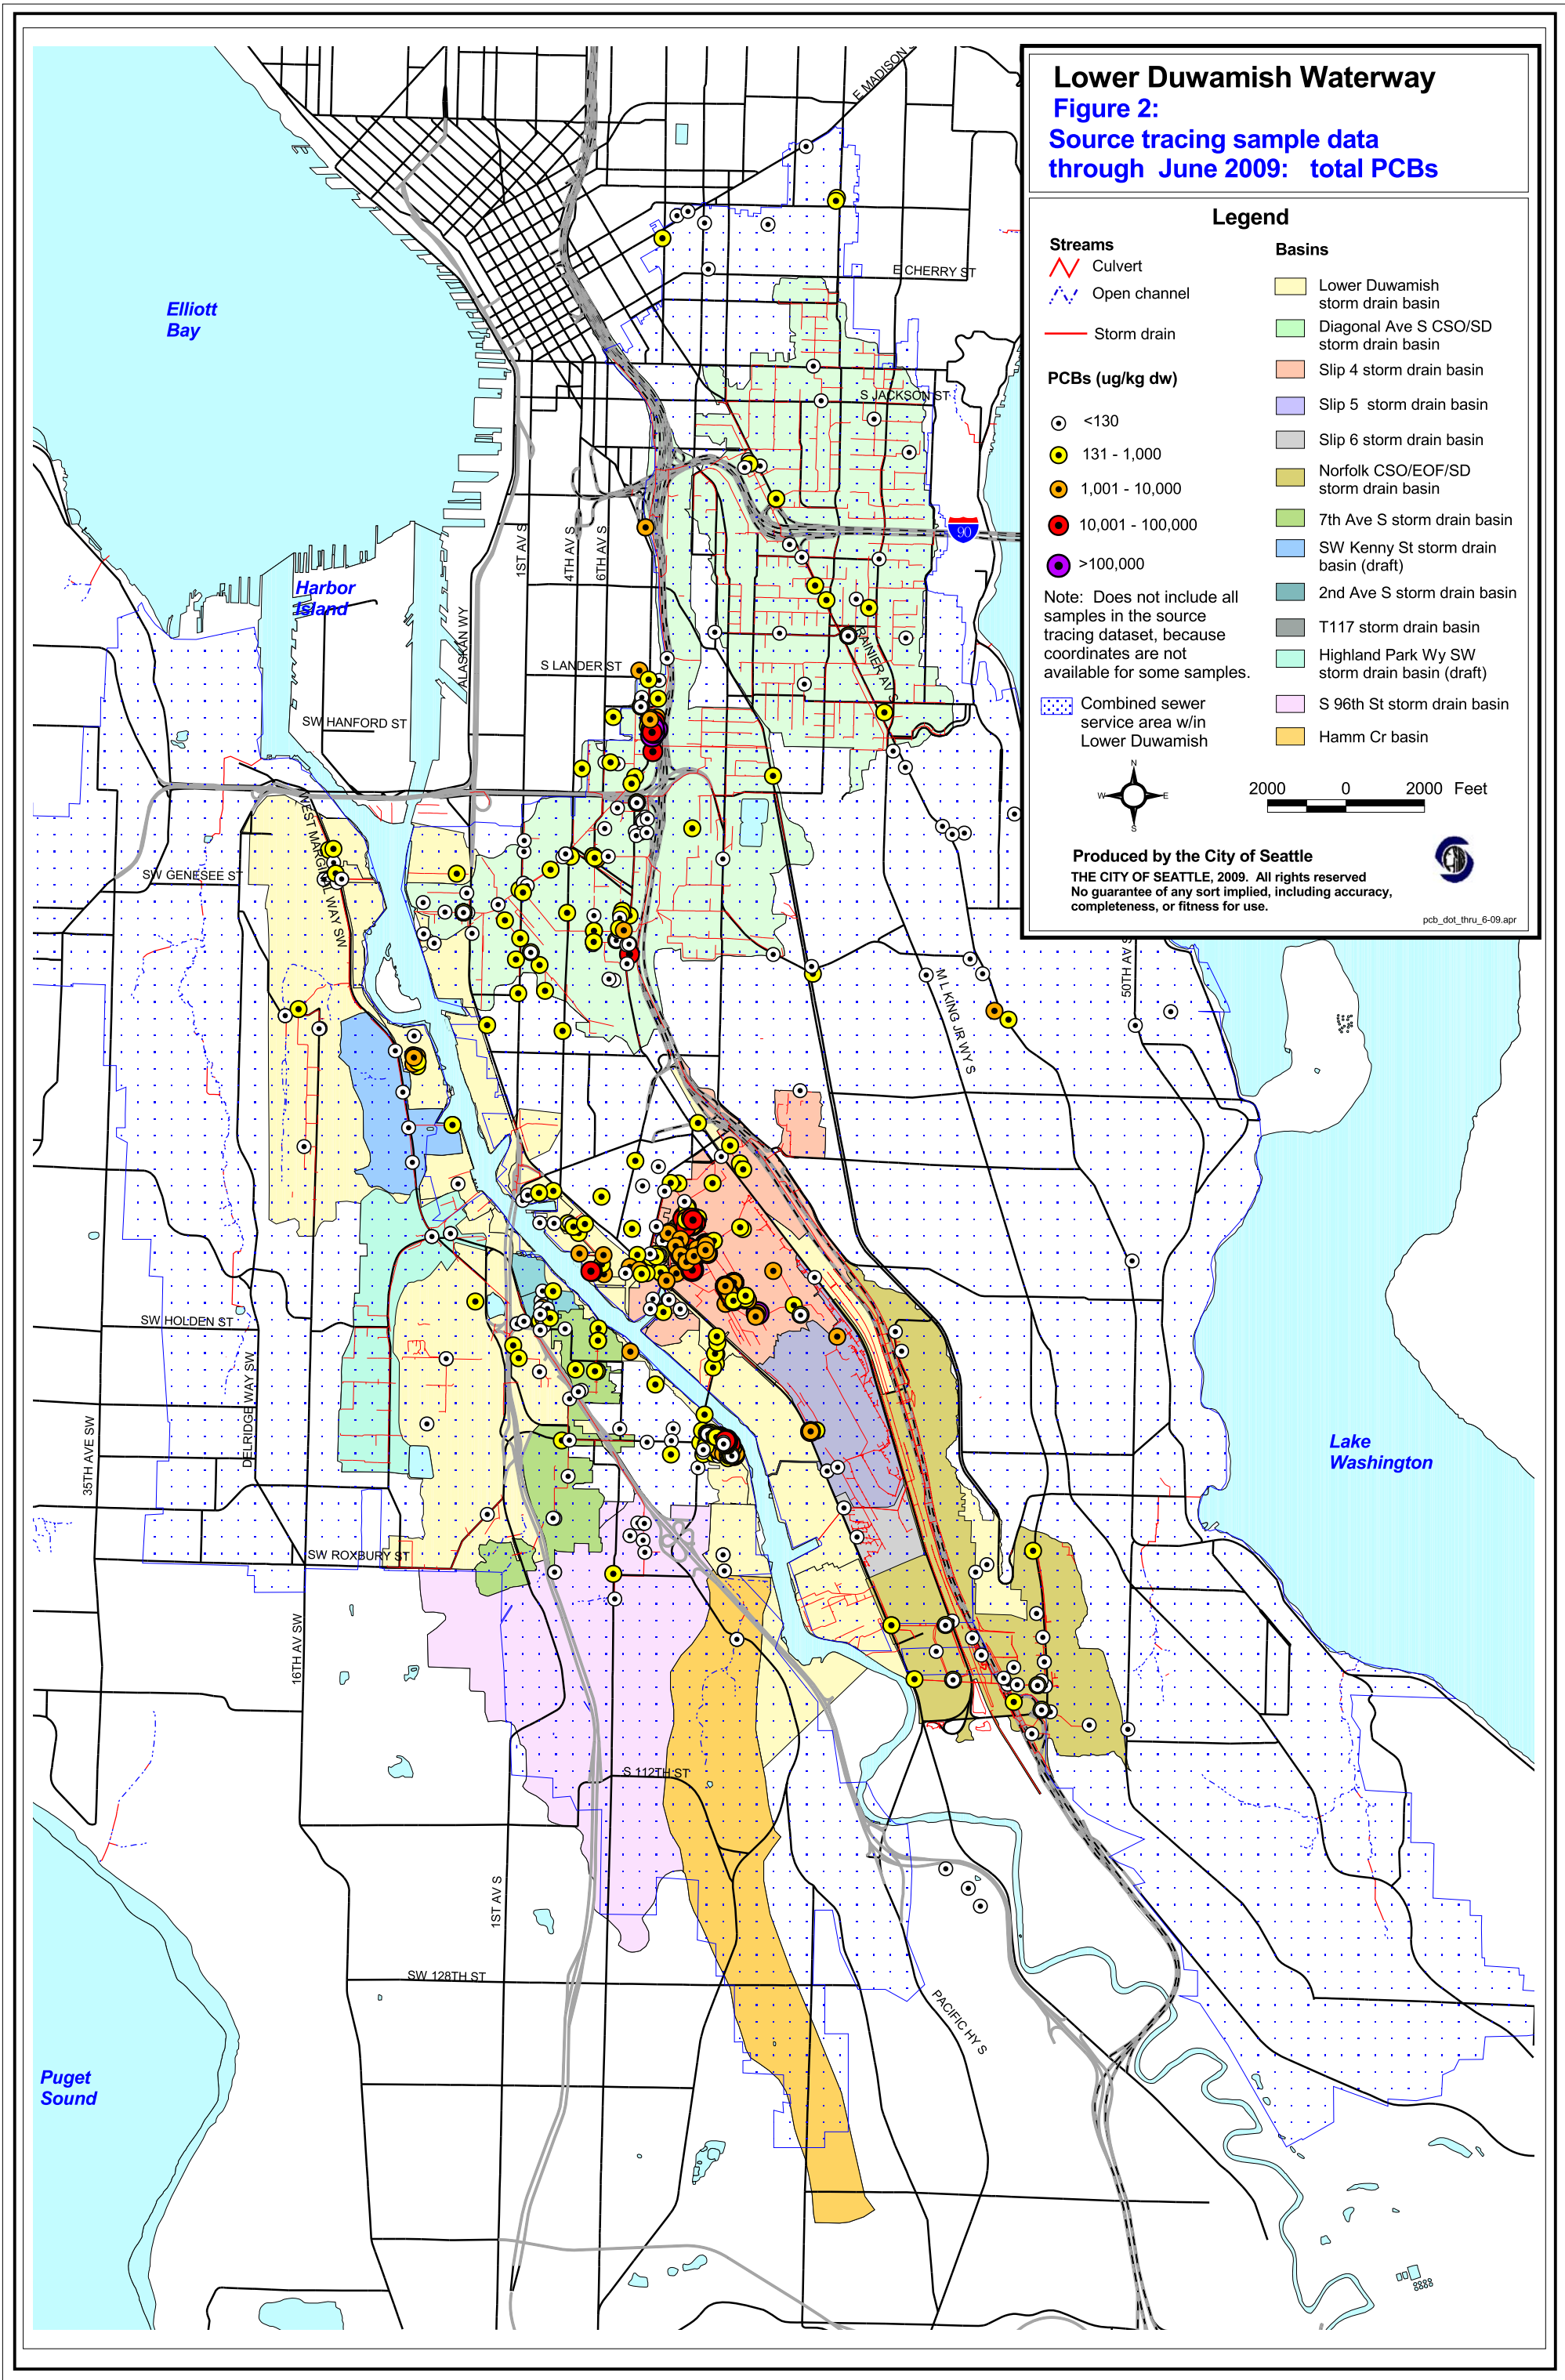 Lower Duwamish Waterway
Figure 2:
Source tracing sample data
through June 2009: total PCBs
Legend
Streams
Culvert
Open channel
Storm drain
PCBs (ug/kg dw)
<130
131 - 1,000
1,001 - 10,000
10,001 - 100,000
>100,000
Note: Does not include all
samples in the source
tracing dataset, because
coordinates are not
available for some samples.
Combined sewer
service area w/in
Lower Duwamish
Basins
Lower Duwamish
storm drain basin
Diagonal Ave S CSO/SD
storm drain basin
Slip 4 storm drain basin
Slip 5 storm drain basin
Slip 6 storm drain basin
Norfolk CSO/EOF/SD
storm drain basin
7th Ave S storm drain basin
SW Kenny St storm drain
basin (draft)
2nd Ave S storm drain basin
T117 storm drain basin
Highland Park Wy SW
storm drain basin (draft)
S 96th St storm drain basin
Hamm Cr basin
N
W
E
S
2000 0 2000 Feet
Produced by the City of Seattle
THE CITY OF SEATTLE, 2009. All rights reserved
No guarantee of any sort implied, including accuracy,
completeness, or fitness for use.
pcb_dot_thru_6-09.apr
E MADISON
E CHERRY ST
Elliott
Bay
S JACKSON ST
90
1ST AV S
4TH AV S
6TH AV S
Harbor
Island
ALASKAN WY
S LANDER ST
RAINIER AV S
SW HANFORD ST
WEST MARGINAL WAY SW
SW GENESEE ST
M L KING JR WY S
50TH AV S
SW HOLDEN ST
DELRIDGE WAY SW
35TH AVE SW
Lake
Washington
SW ROXBURY ST
16TH AV SW
S 112TH ST
1ST AV S
SW 128TH ST
PACIFIC HY S
Puget
Sound